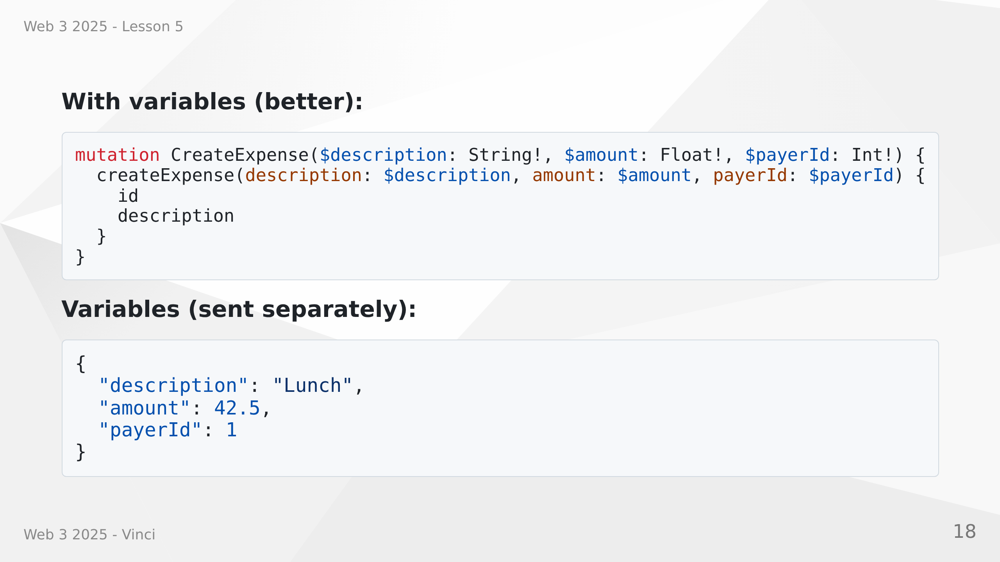 Web 3 2025 - Lesson 5
With variables (better):
mutation CreateExpense($description: String!, $amount: Float!, $payerId: Int!) {
  createExpense(description: $description, amount: $amount, payerId: $payerId) {
    id
    description
  }
}
Variables (sent separately):
{
  "description": "Lunch",
  "amount": 42.5,
  "payerId": 1
}
Web 3 2025 - Vinci
18